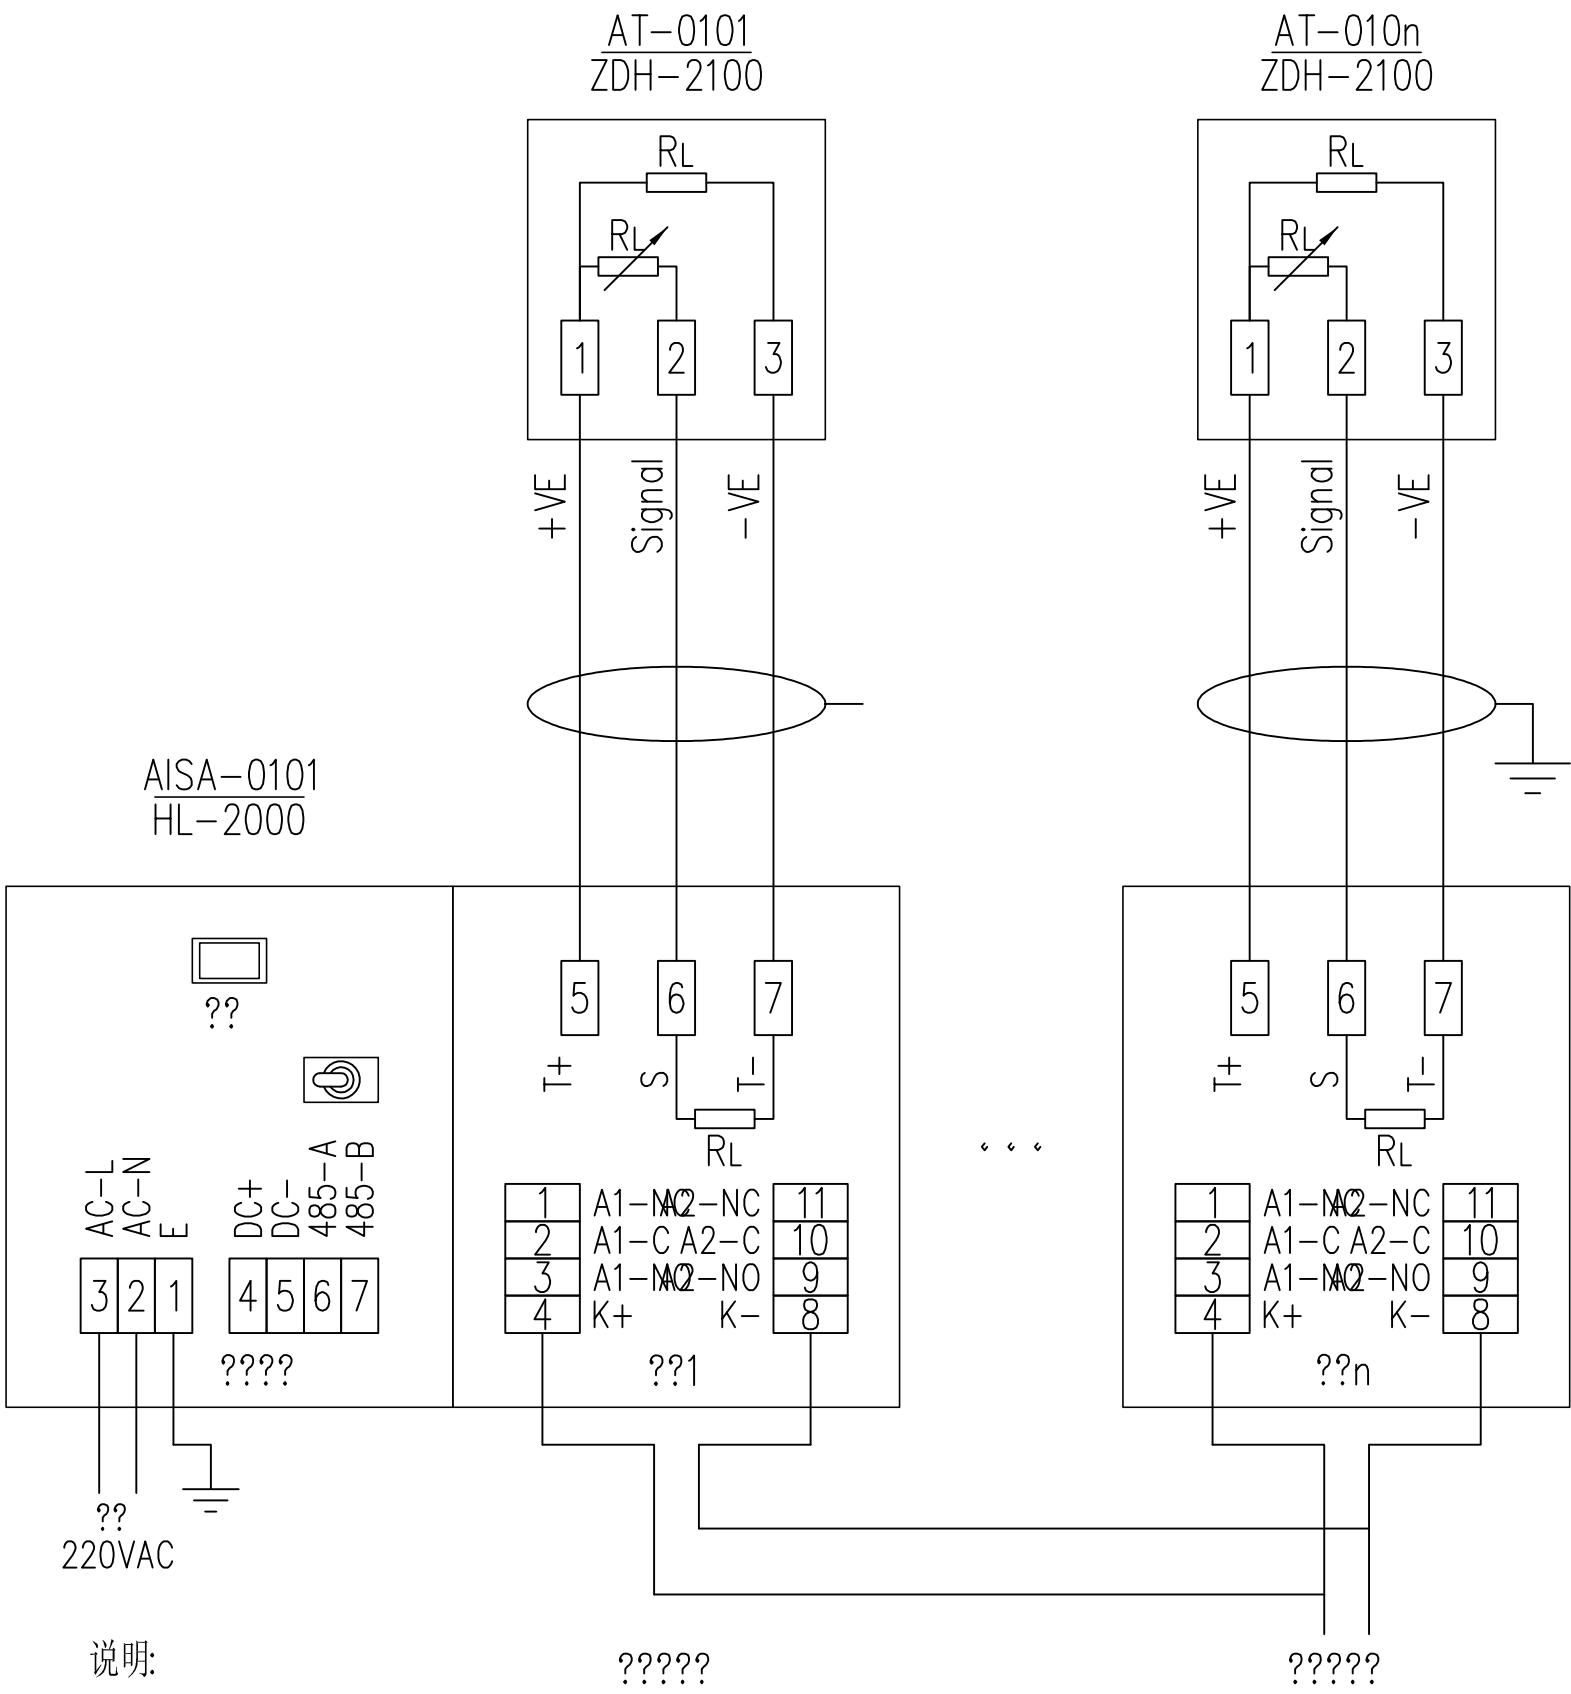 AT-0101
ZDH-2100
AT-010n
ZDH-2100
RL
RL
1 2 3
+VE Signal -VE
RL
RL
1 2 3
+VE Signal -VE
AISA-0101
HL-2000
??
AC-L AC-N E DC+ DC- 485-A 485-B
3 2 1 4 5 6 7
????
??
220VAC
5 6 7
T+ S T-
RL
1 A1-NC A2-NC 11
2 A1-C A2-C 10
3 A1-NO A2-NO 9
4 K+ K- 8
??1
5 6 7
T+ S T-
RL
1 A1-NC A2-NC 11
2 A1-C A2-C 10
3 A1-NO A2-NO 9
4 K+ K- 8
??n
说明:
?????
?????